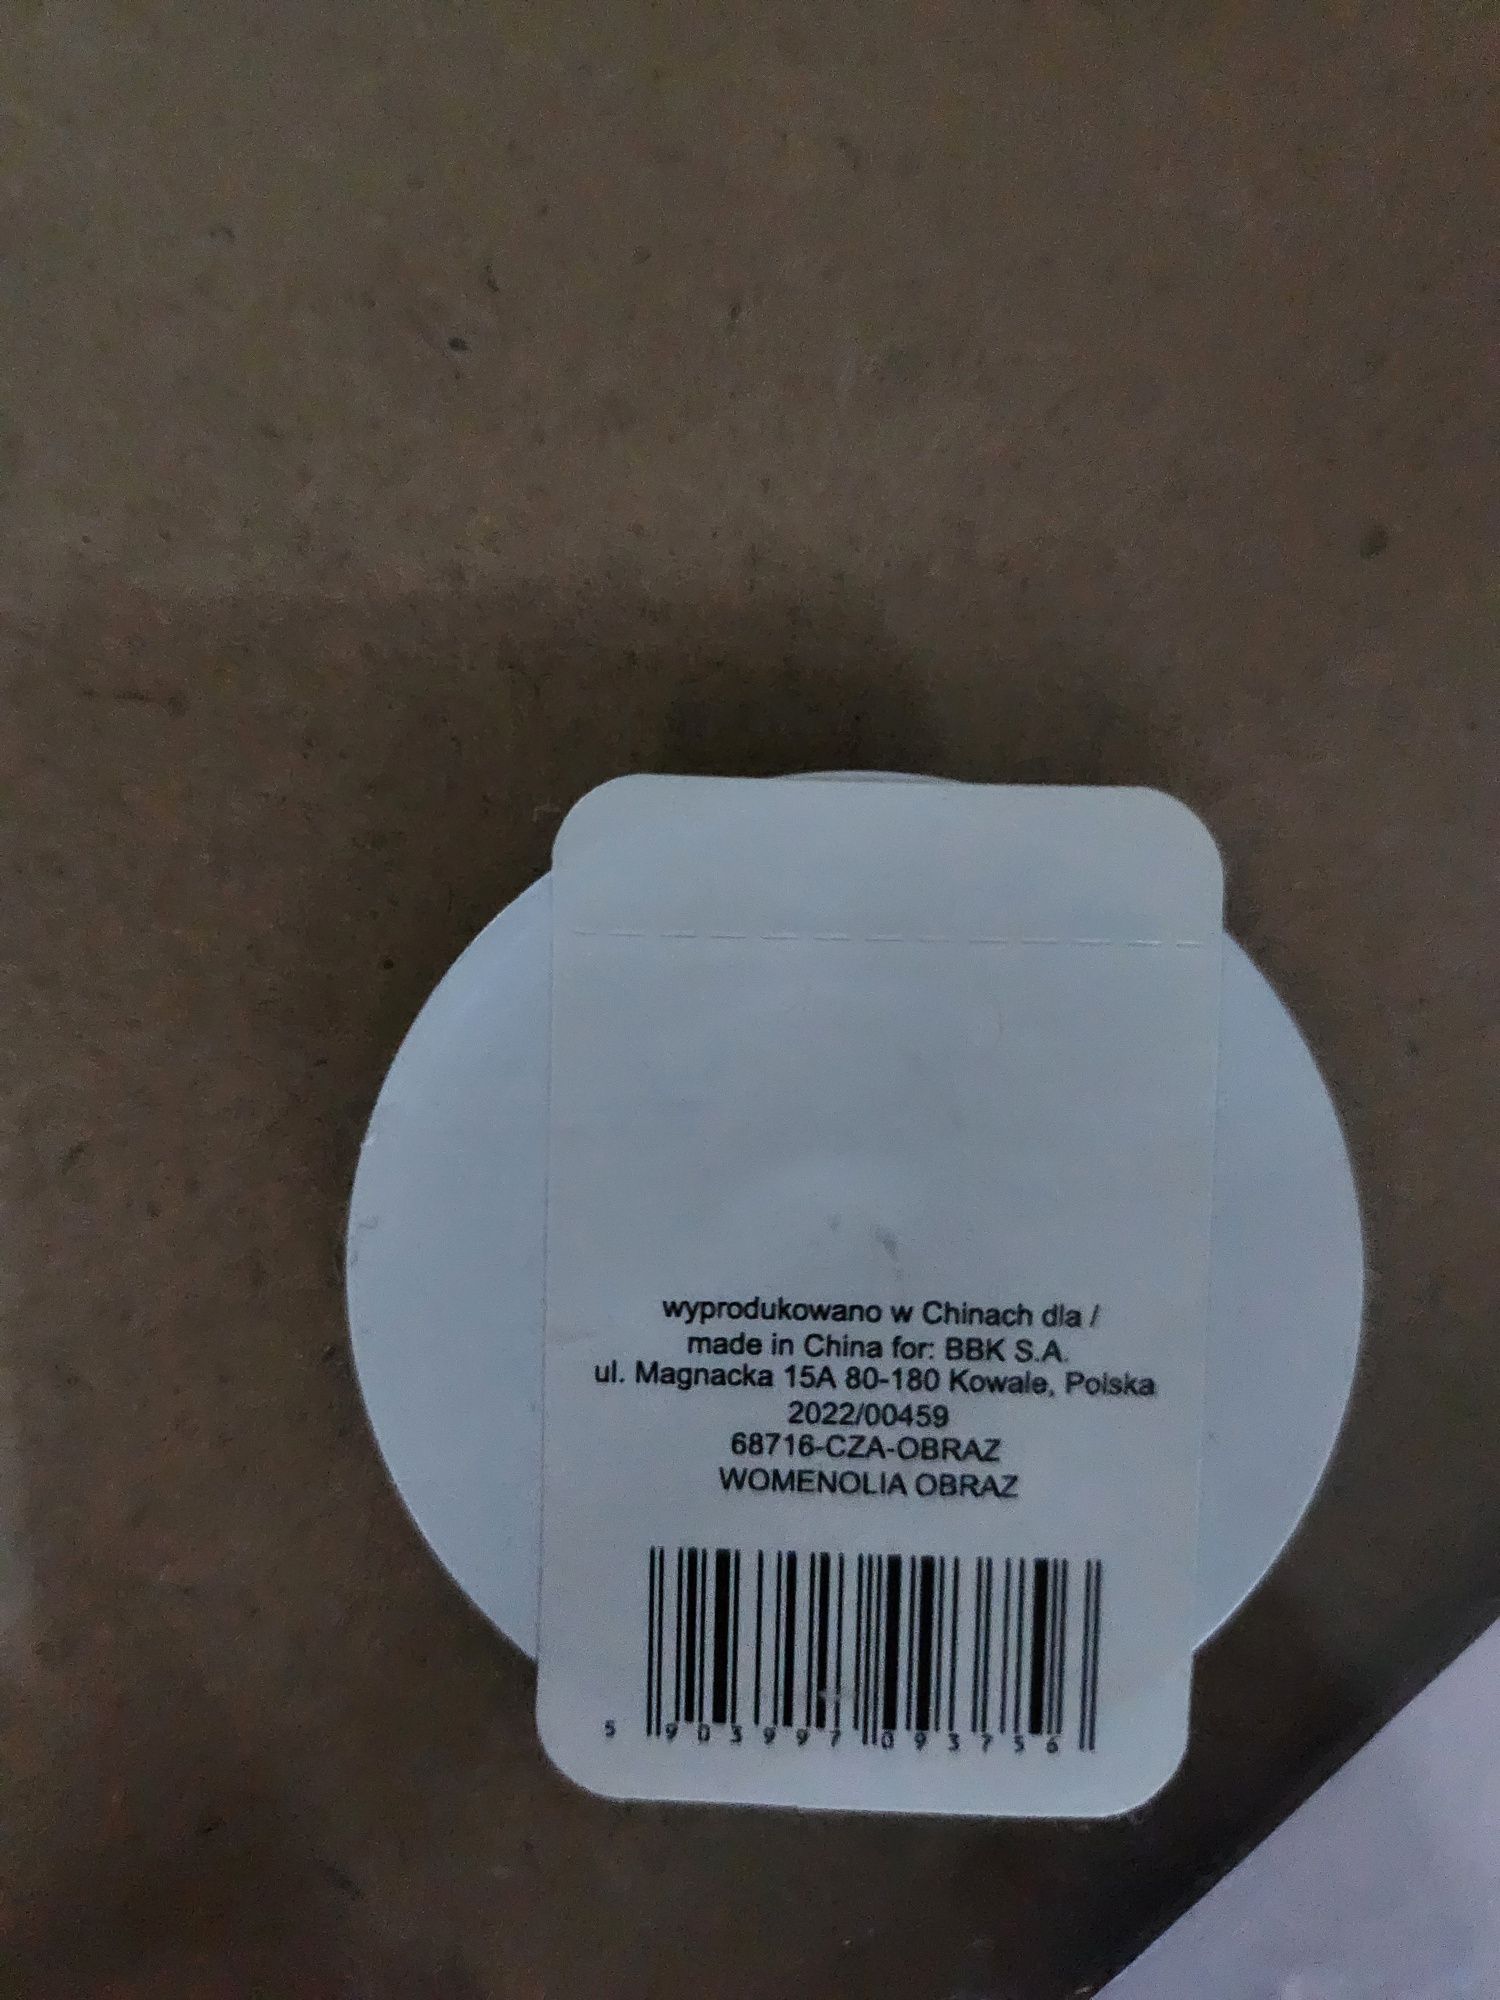 wyprodukowano w Chinach dla /
made in China for: BBK S.A.
ul. Magnacka 15A 80-180 Kowale, Polska
2022/00459
68716-CZA-OBRAZ
WOMENOLIA OBRAZ
5 903997 093756